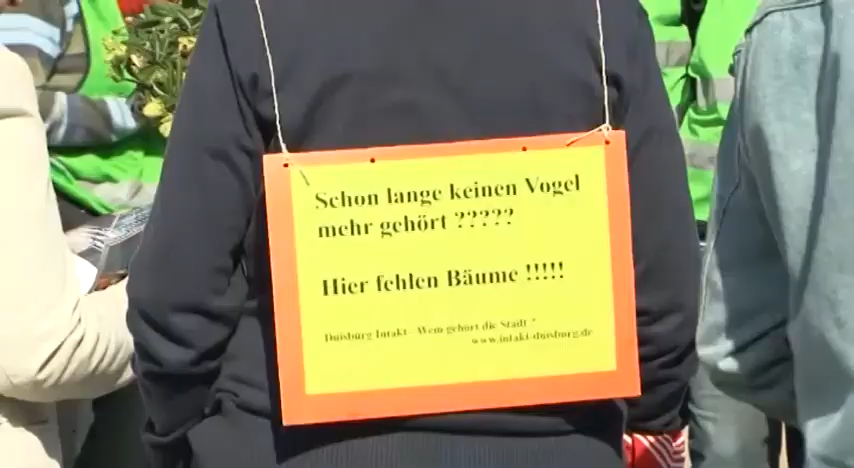 Schon lange keinen Vogel
mehr gehört ?????
Hier fehlen Bäume !!!!!
Duisburg Intakt - Wem gehört die Stadt "
www.intakt-duisburg.de